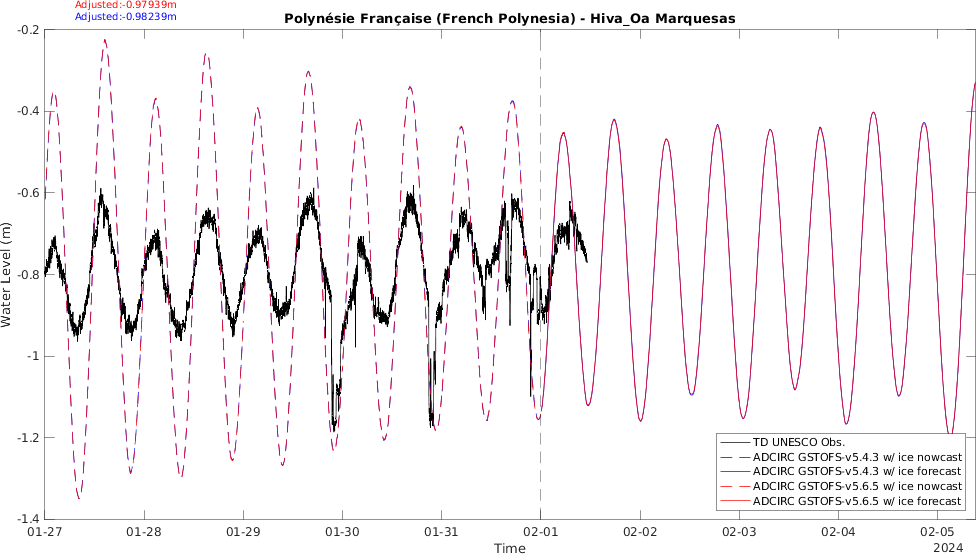 Adjusted:-0.97939m
Adjusted:-0.98239m
Polynésie Française (French Polynesia) - Hiva_Oa Marquesas
-0.2
-0.4
-0.6
-0.8
-1
-1.2
-1.4
Water Level (m)
01-27
01-28
01-29
01-30
01-31
02-01
02-02
02-03
02-04
02-05
Time
2024
TD UNESCO Obs.
ADCIRC GSTOFS-v5.4.3 w/ ice nowcast
ADCIRC GSTOFS-v5.4.3 w/ ice forecast
ADCIRC GSTOFS-v5.6.5 w/ ice nowcast
ADCIRC GSTOFS-v5.6.5 w/ ice forecast